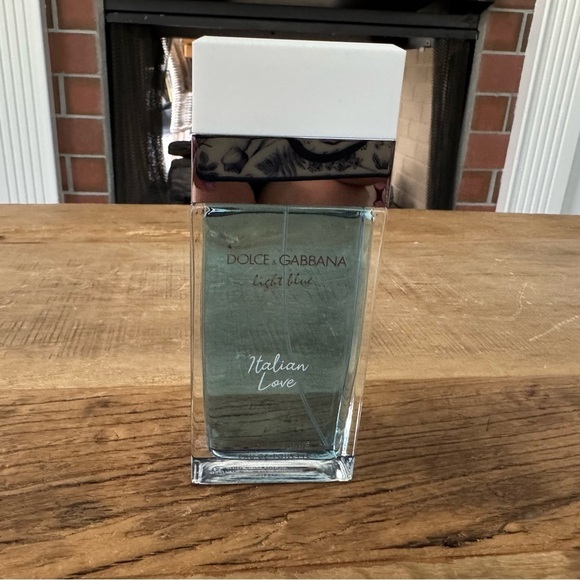 DOLCE & GABBANA
light blue
Italian
Love